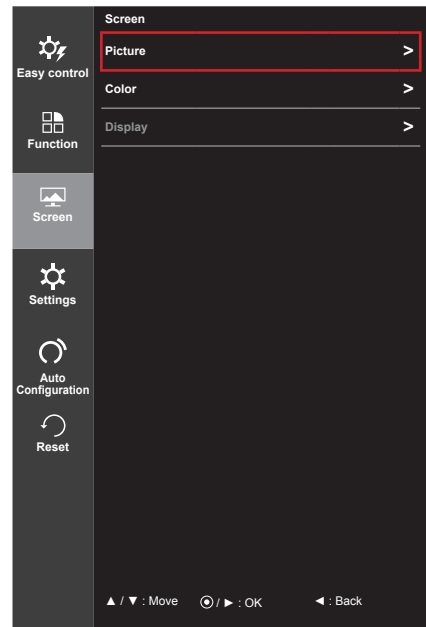 Screen
Picture >
Color >
Display >
Easy control
Function
Screen
Settings
Auto
Configuration
Reset
▲ / ▼ : Move ⦿ / ► : OK ◄ : Back